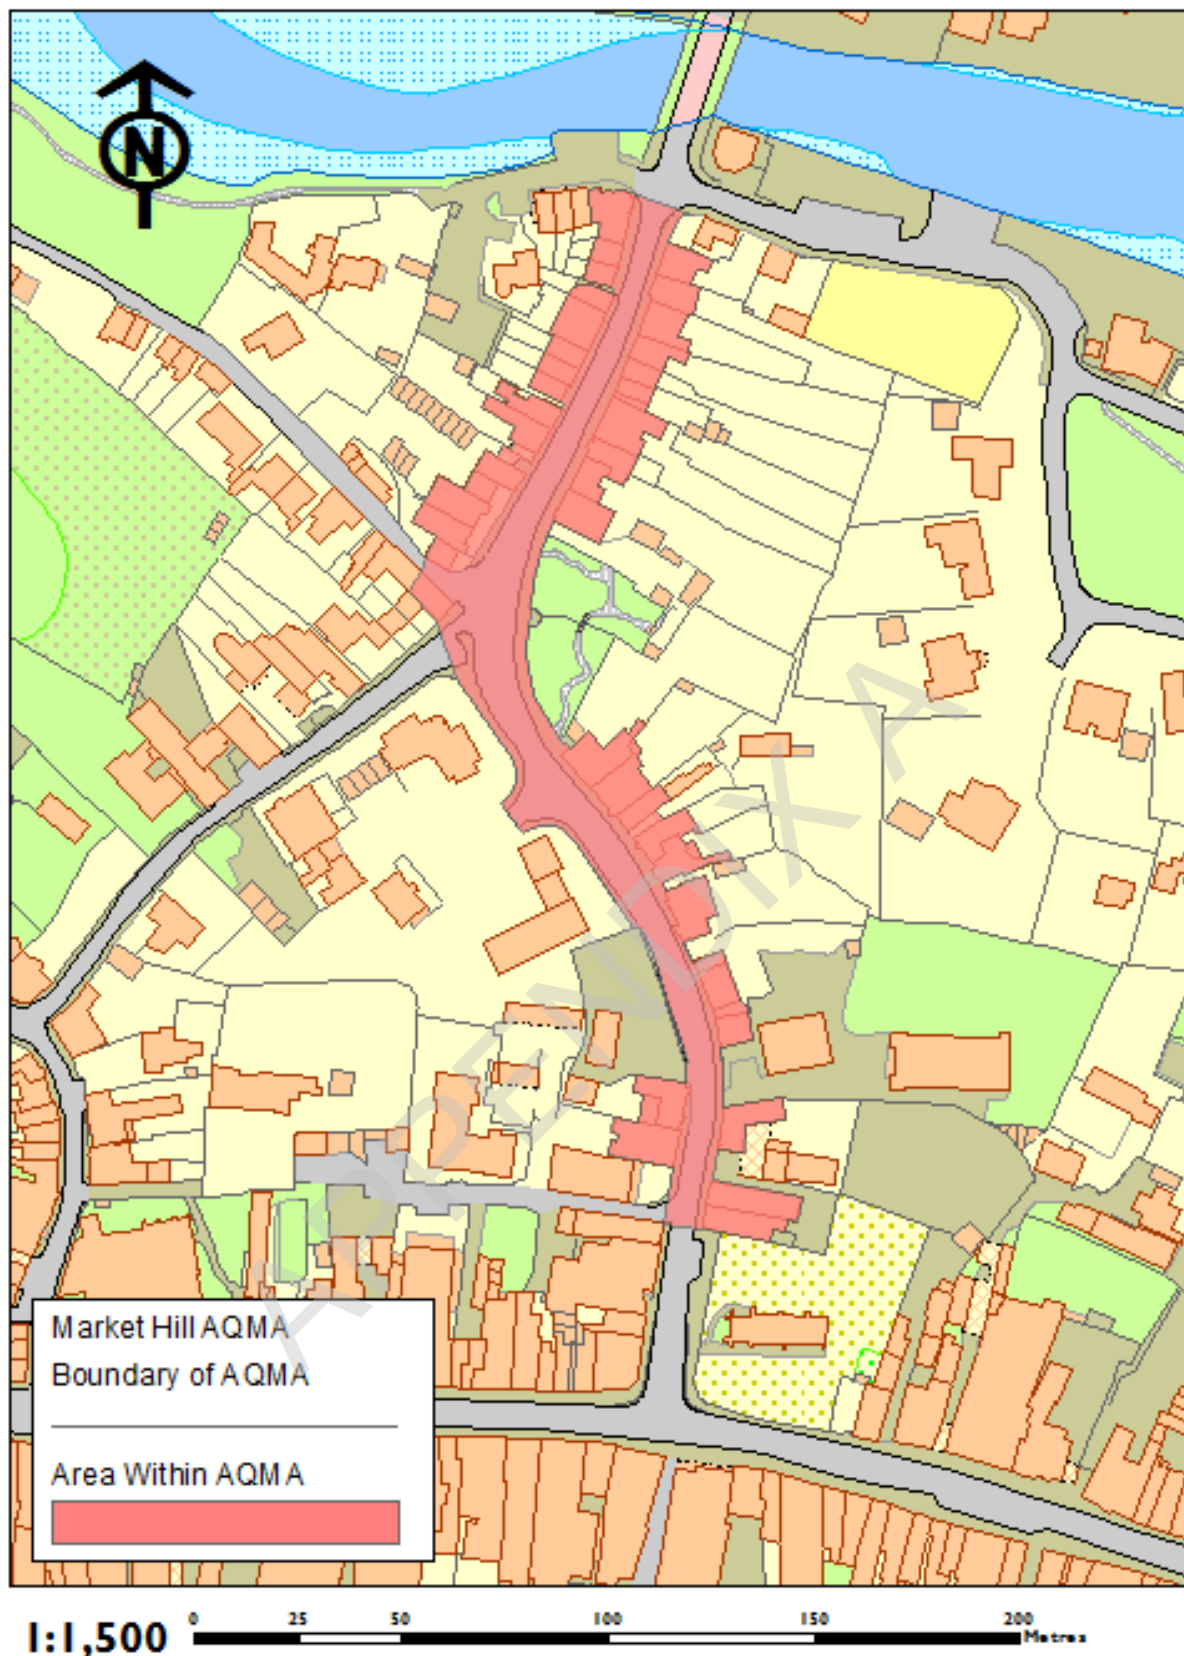 N
APPENDIX A
Market Hill AQMA
Boundary of AQMA
Area Within AQMA
1:1,500
0 25 50 100 150 200
Metres